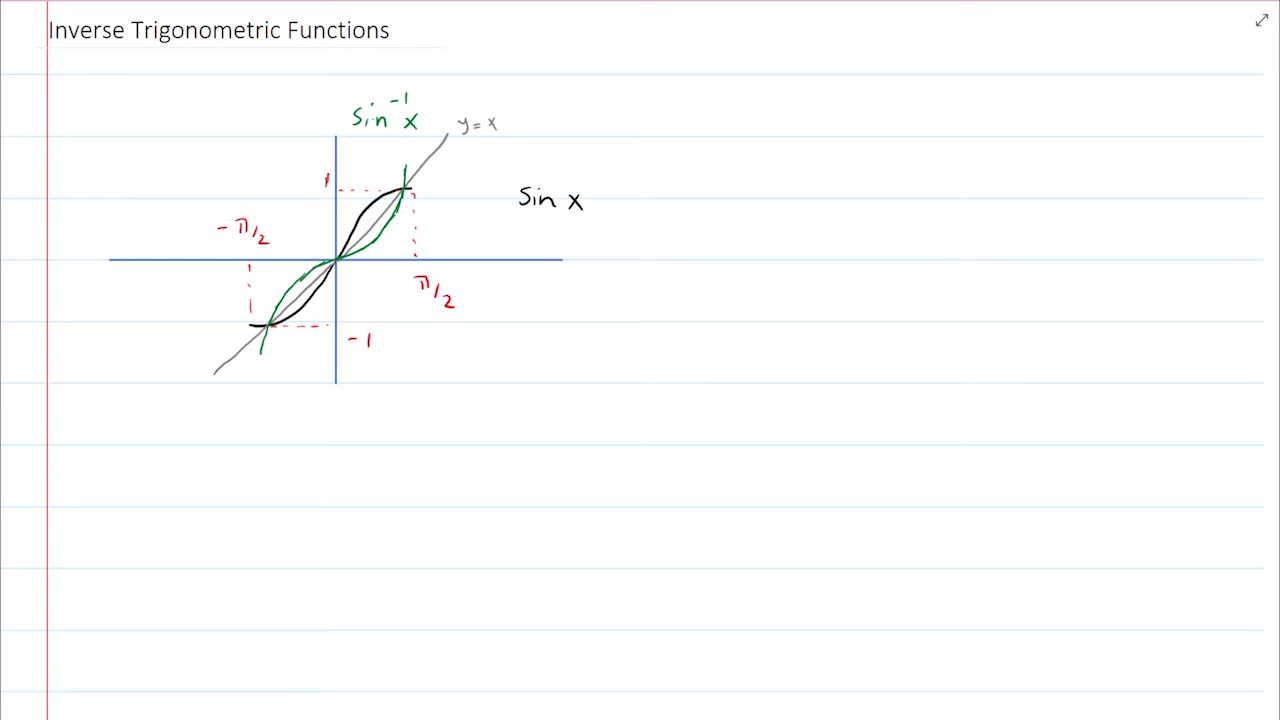 Inverse Trigonometric Functions
sin⁻¹ x
y = x
1
sin x
- π/2
π/2
- 1